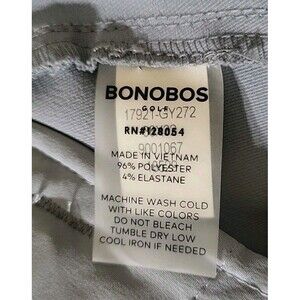 BONOBOS
GOLF
17921-GY272
RN#128054
9001067
MADE IN VIETNAM
96% POLYESTER
4% ELASTANE
MACHINE WASH COLD
WITH LIKE COLORS
DO NOT BLEACH
TUMBLE DRY LOW
COOL IRON IF NEEDED